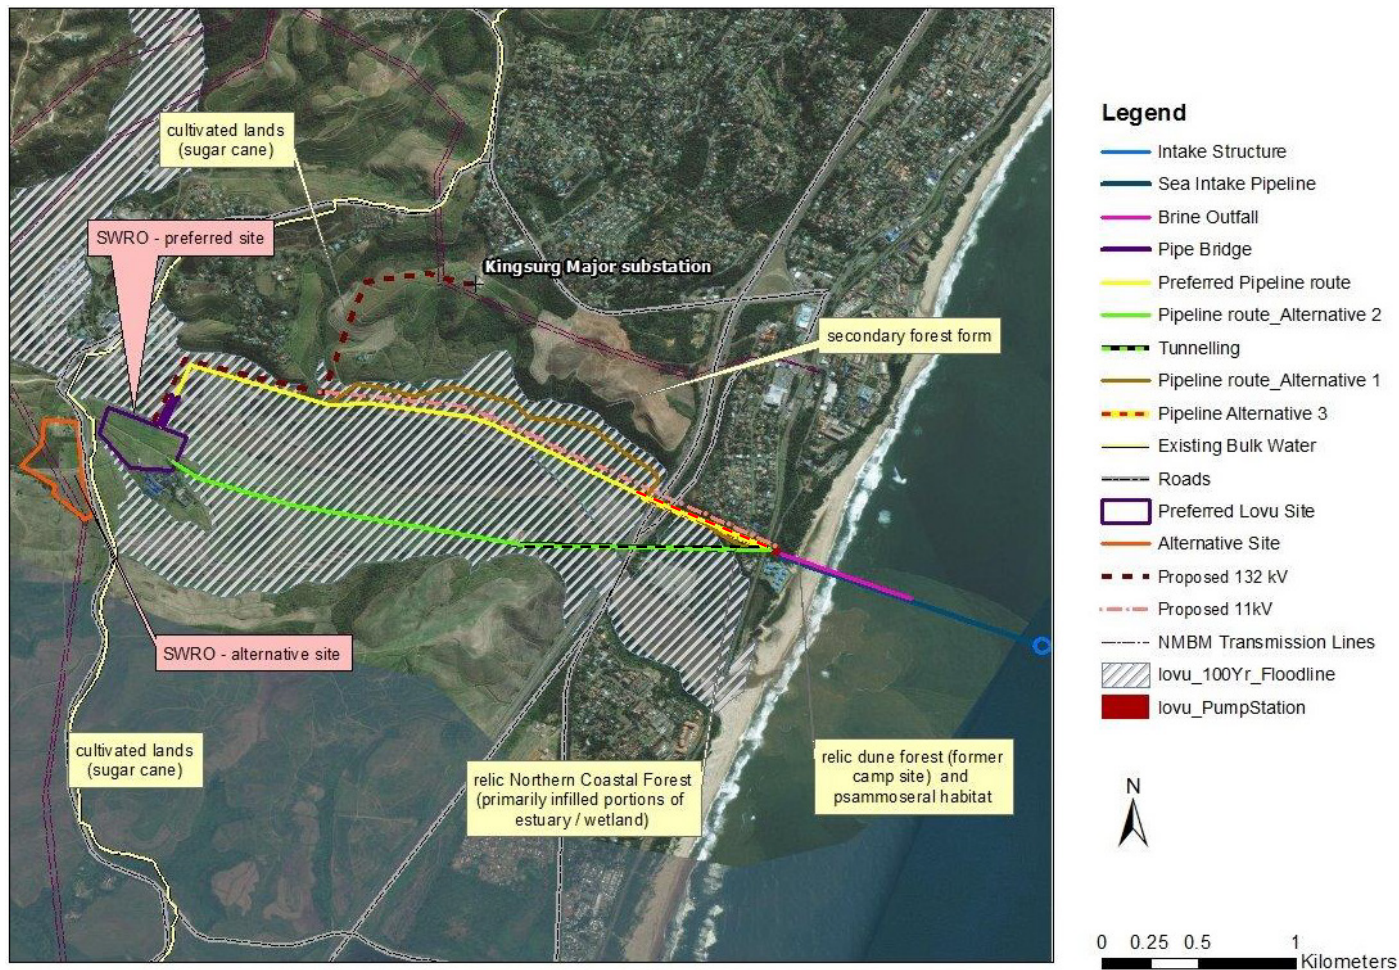 cultivated lands
(sugar cane)
SWRO - preferred site
Kingsurg Major substation
secondary forest form
SWRO - alternative site
cultivated lands
(sugar cane)
relic Northern Coastal Forest
(primarily infilled portions of
estuary / wetland)
relic dune forest (former
camp site) and
psammoseral habitat
Legend
Intake Structure
Sea Intake Pipeline
Brine Outfall
Pipe Bridge
Preferred Pipeline route
Pipeline route_Alternative 2
Tunnelling
Pipeline route_Alternative 1
Pipeline Alternative 3
Existing Bulk Water
Roads
Preferred Lovu Site
Alternative Site
Proposed 132 kV
Proposed 11kV
NMBM Transmission Lines
lovu_100Yr_Floodline
lovu_PumpStation
N
0 0.25 0.5 1
Kilometers